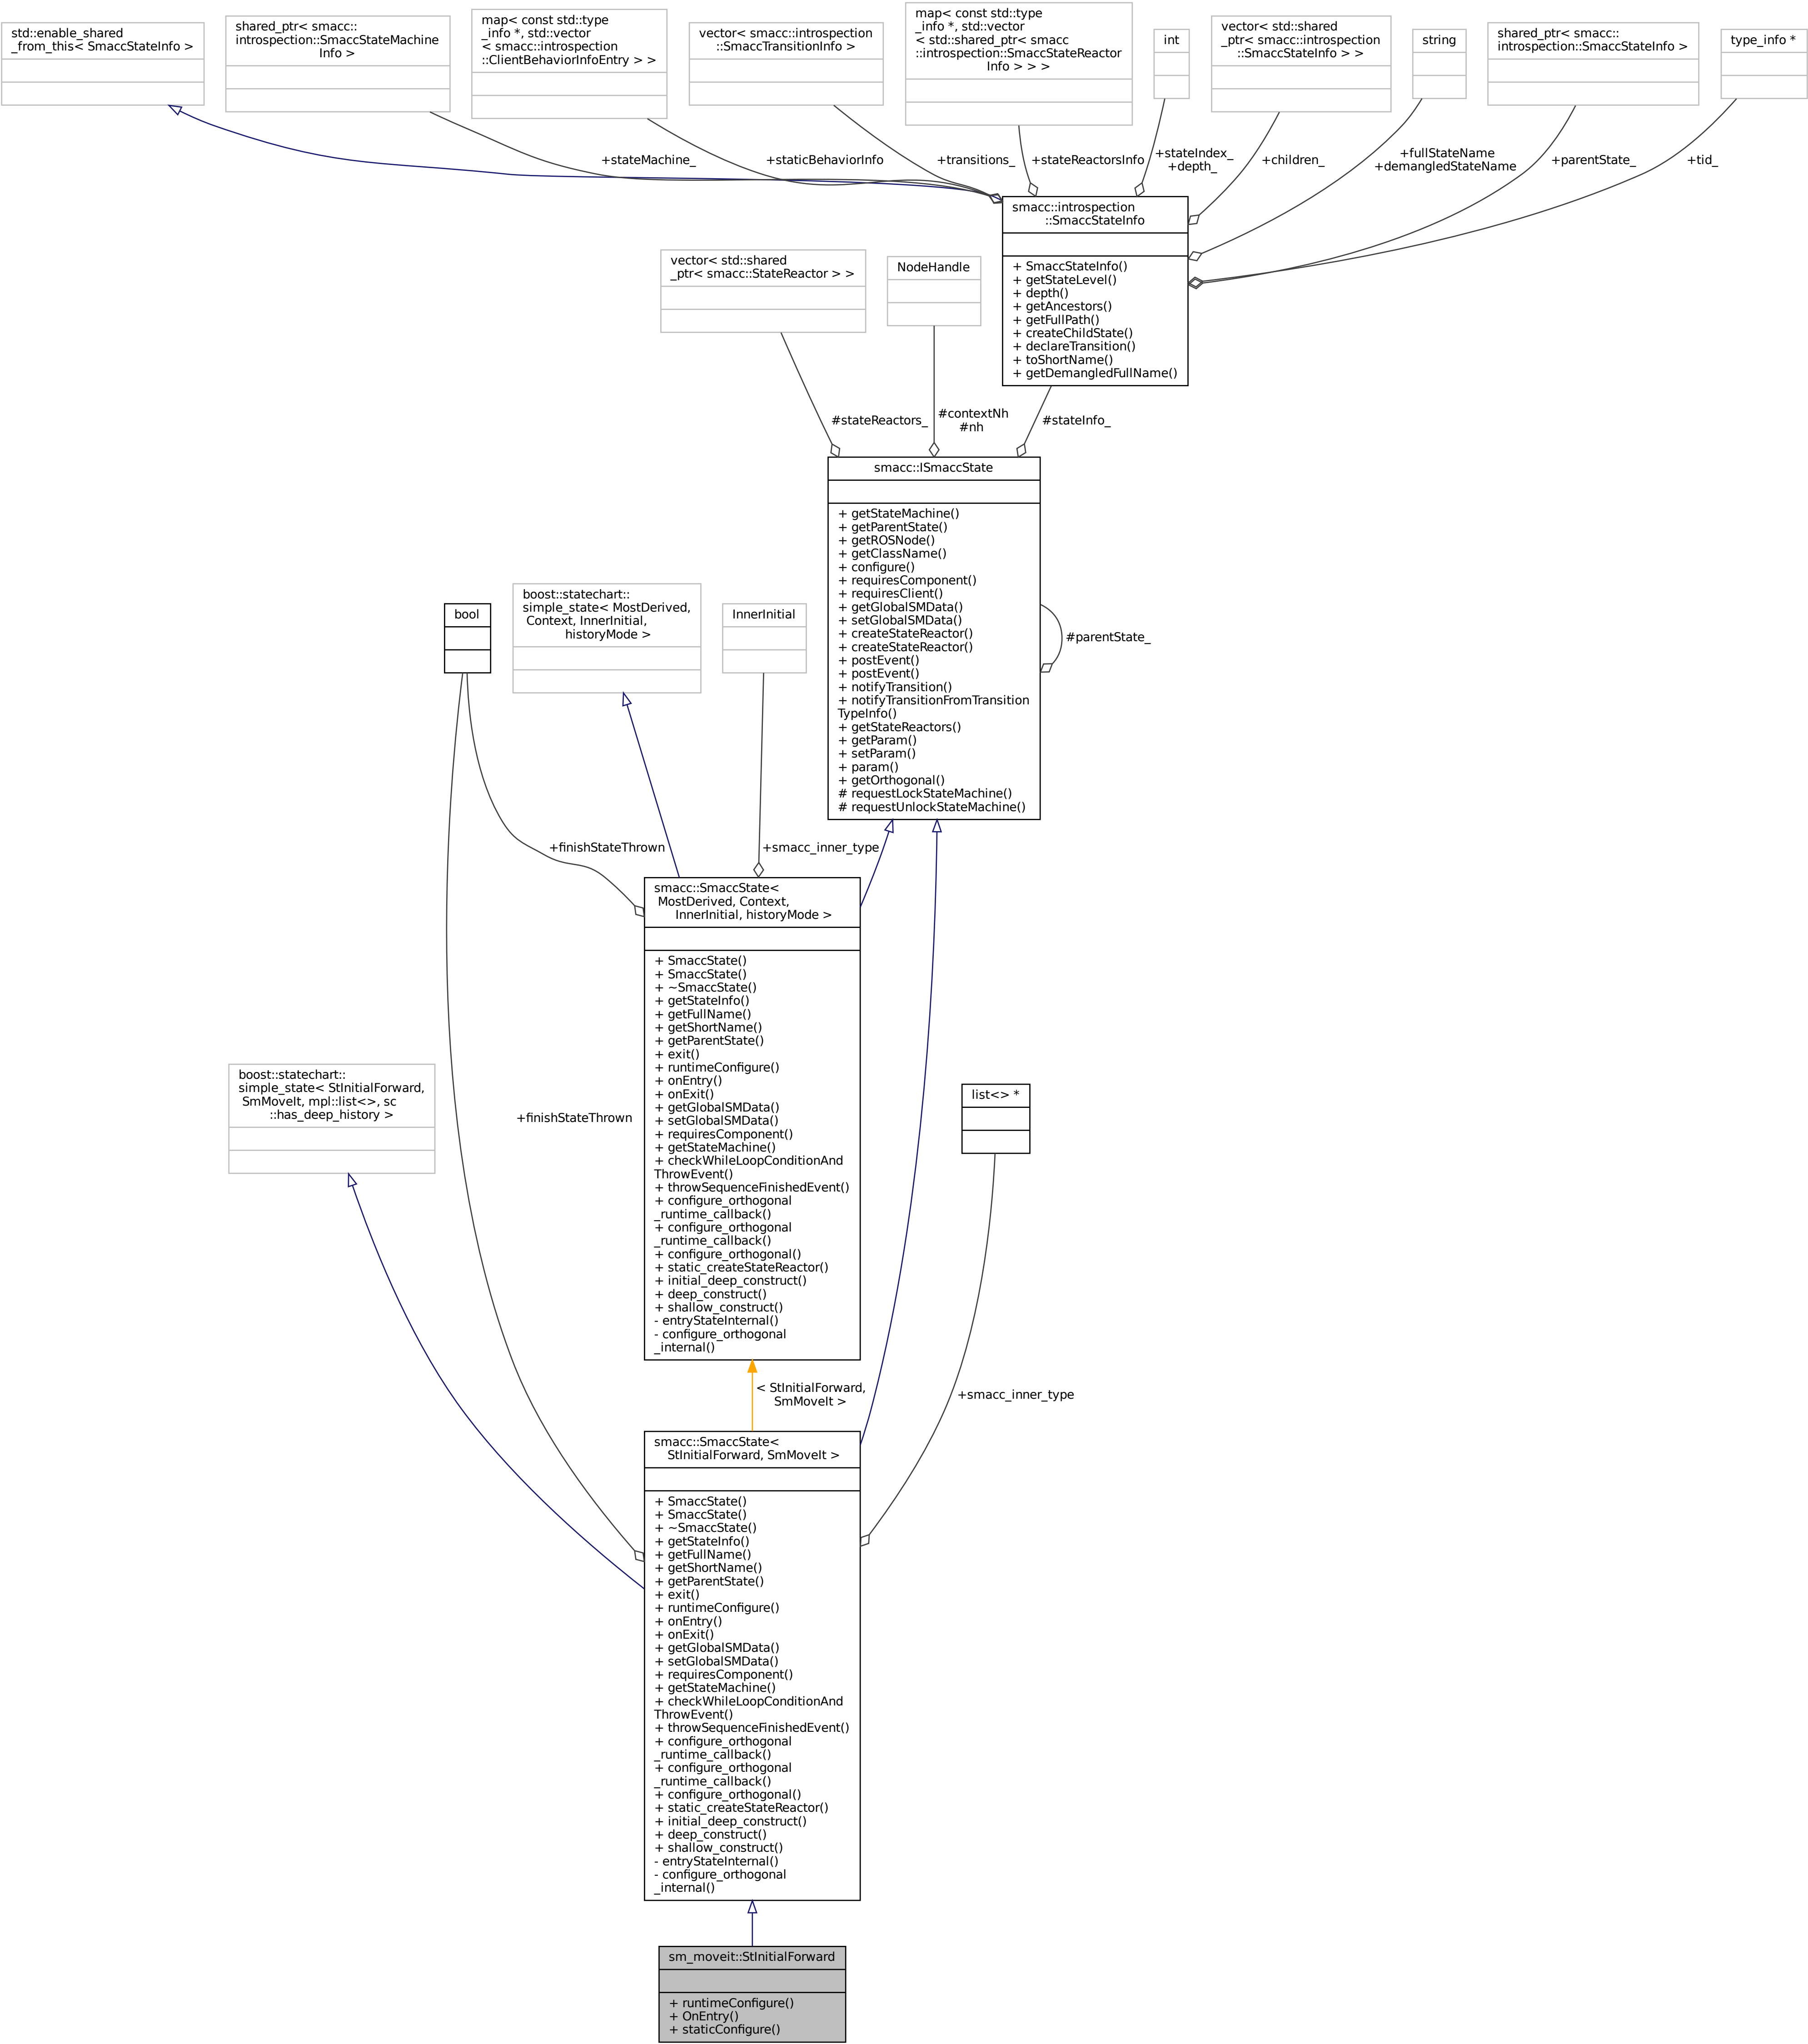 std::enable_shared
_from_this< SmaccStateInfo >
shared_ptr< smacc::
introspection::SmaccStateMachine
Info >
map< const std::type
_info *, std::vector
< smacc::introspection
::ClientBehaviorInfoEntry > >
vector< smacc::introspection
::SmaccTransitionInfo >
map< const std::type
_info *, std::vector
< std::shared_ptr< smacc
::introspection::SmaccStateReactor
Info > > >
int
vector< std::shared
_ptr< smacc::introspection
::SmaccStateInfo > >
string
shared_ptr< smacc::
introspection::SmaccStateInfo >
type_info *
+stateMachine_
+staticBehaviorInfo
+transitions_
+stateReactorsInfo
+stateIndex_
+depth_
+children_
+fullStateName
+demangledStateName
+parentState_
+tid_
smacc::introspection
::SmaccStateInfo
+ SmaccStateInfo()
+ getStateLevel()
+ depth()
+ getAncestors()
+ getFullPath()
+ createChildState()
+ declareTransition()
+ toShortName()
+ getDemangledFullName()
vector< std::shared
_ptr< smacc::StateReactor > >
NodeHandle
#stateReactors_
#contextNh
#nh
#stateInfo_
smacc::ISmaccState
+ getStateMachine()
+ getParentState()
+ getROSNode()
+ getClassName()
+ configure()
+ requiresComponent()
+ requiresClient()
+ getGlobalSMData()
+ setGlobalSMData()
+ createStateReactor()
+ createStateReactor()
+ postEvent()
+ postEvent()
+ notifyTransition()
+ notifyTransitionFromTransition
TypeInfo()
+ getStateReactors()
+ getParam()
+ setParam()
+ param()
+ getOrthogonal()
# requestLockStateMachine()
# requestUnlockStateMachine()
#parentState_
bool
boost::statechart::
simple_state< MostDerived,
Context, InnerInitial,
historyMode >
InnerInitial
+finishStateThrown
+smacc_inner_type
smacc::SmaccState<
MostDerived, Context,
InnerInitial, historyMode >
+ SmaccState()
+ SmaccState()
+ ~SmaccState()
+ getStateInfo()
+ getFullName()
+ getShortName()
+ getParentState()
+ exit()
+ runtimeConfigure()
+ onEntry()
+ onExit()
+ getGlobalSMData()
+ setGlobalSMData()
+ requiresComponent()
+ getStateMachine()
+ checkWhileLoopConditionAnd
ThrowEvent()
+ throwSequenceFinishedEvent()
+ configure_orthogonal
_runtime_callback()
+ configure_orthogonal
_runtime_callback()
+ configure_orthogonal()
+ static_createStateReactor()
+ initial_deep_construct()
+ deep_construct()
+ shallow_construct()
- entryStateInternal()
- configure_orthogonal
_internal()
boost::statechart::
simple_state< StInitialForward,
SmMoveIt, mpl::list<>, sc
::has_deep_history >
+finishStateThrown
list<> *
< StInitialForward,
SmMoveIt >
+smacc_inner_type
smacc::SmaccState<
StInitialForward, SmMoveIt >
+ SmaccState()
+ SmaccState()
+ ~SmaccState()
+ getStateInfo()
+ getFullName()
+ getShortName()
+ getParentState()
+ exit()
+ runtimeConfigure()
+ onEntry()
+ onExit()
+ getGlobalSMData()
+ setGlobalSMData()
+ requiresComponent()
+ getStateMachine()
+ checkWhileLoopConditionAnd
ThrowEvent()
+ throwSequenceFinishedEvent()
+ configure_orthogonal
_runtime_callback()
+ configure_orthogonal
_runtime_callback()
+ configure_orthogonal()
+ static_createStateReactor()
+ initial_deep_construct()
+ deep_construct()
+ shallow_construct()
- entryStateInternal()
- configure_orthogonal
_internal()
sm_moveit::StInitialForward
+ runtimeConfigure()
+ OnEntry()
+ staticConfigure()